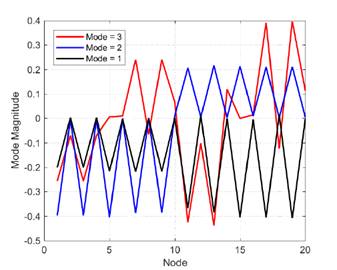 0.4
0.3
0.2
0.1
0
-0.1
-0.2
-0.3
-0.4
-0.5
Mode Magnitude
Mode = 3
Mode = 2
Mode = 1
0 5 10 15 20
Node